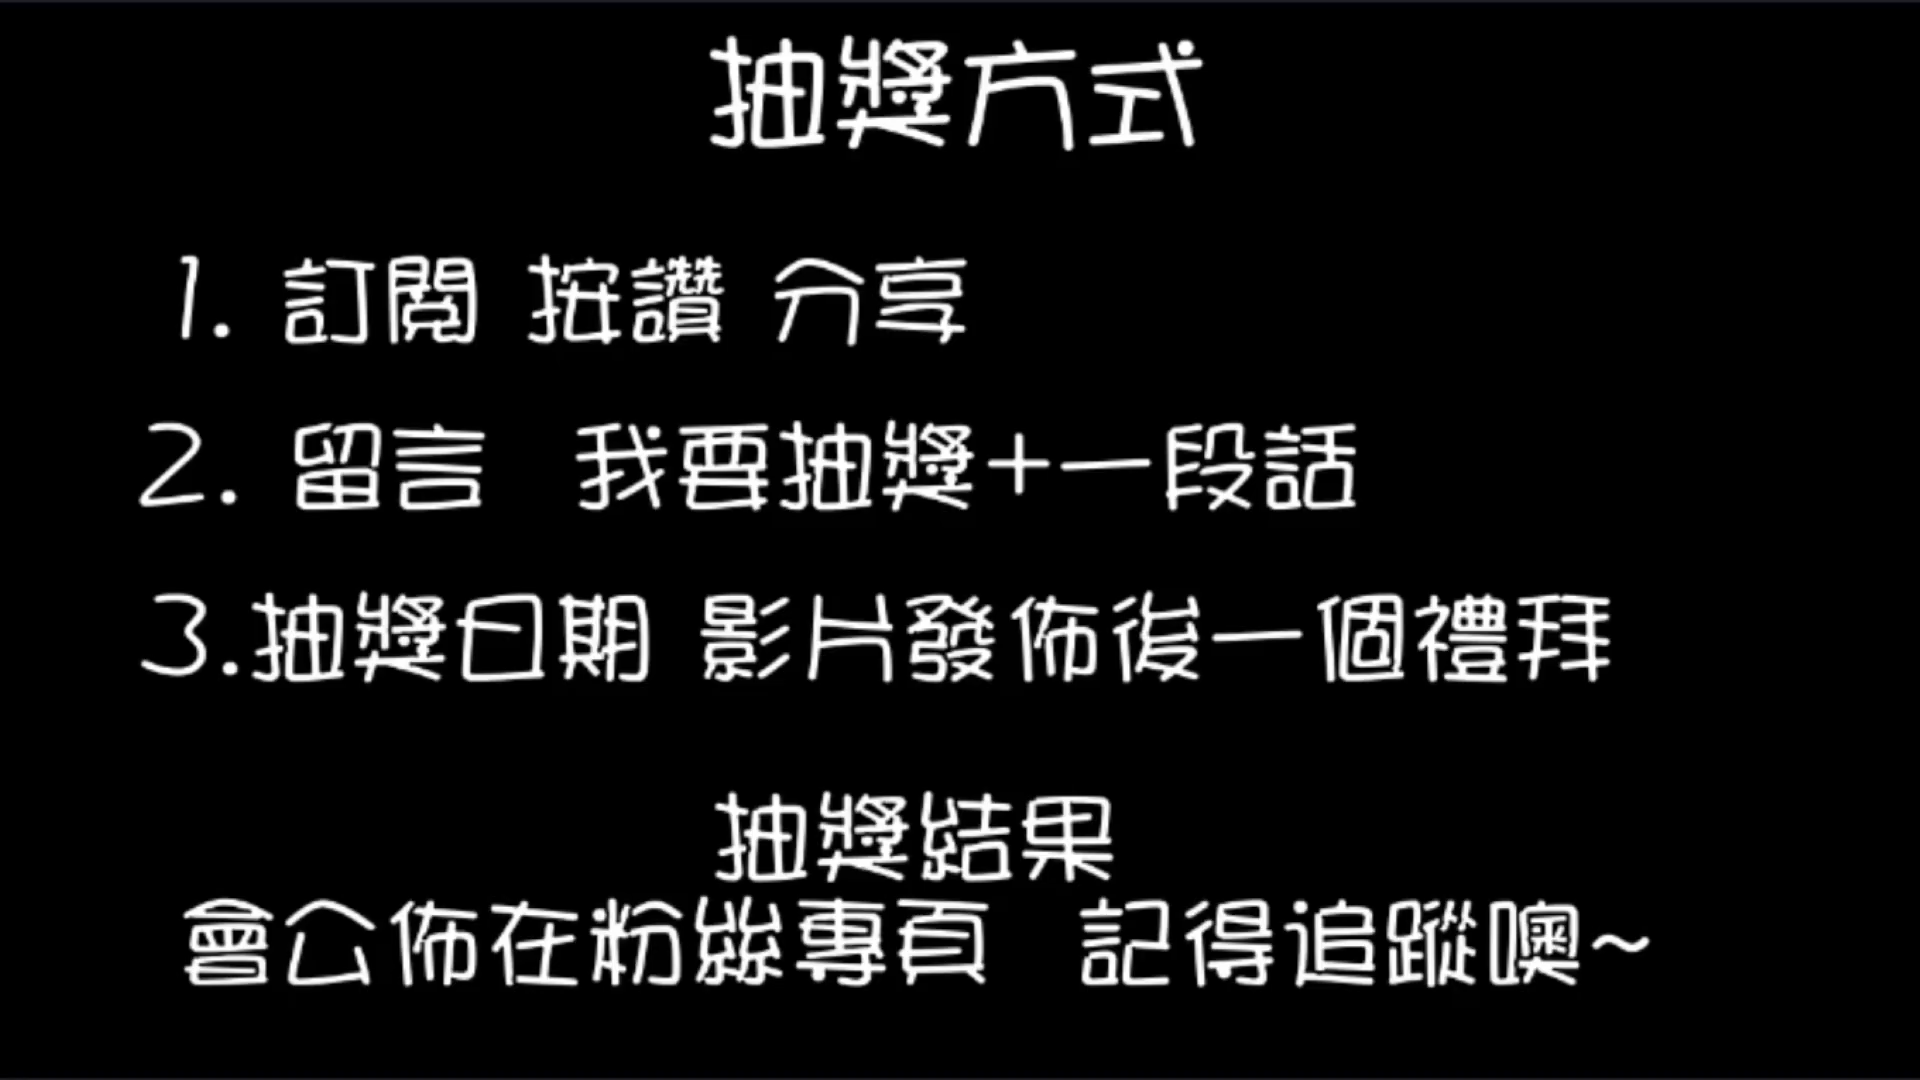 抽獎方式
1. 訂閱 按讚 分享
2. 留言 我要抽獎+一段話
3.抽獎日期 影片發佈後一個禮拜
抽獎結果
會公佈在粉絲專頁 記得追蹤噢~